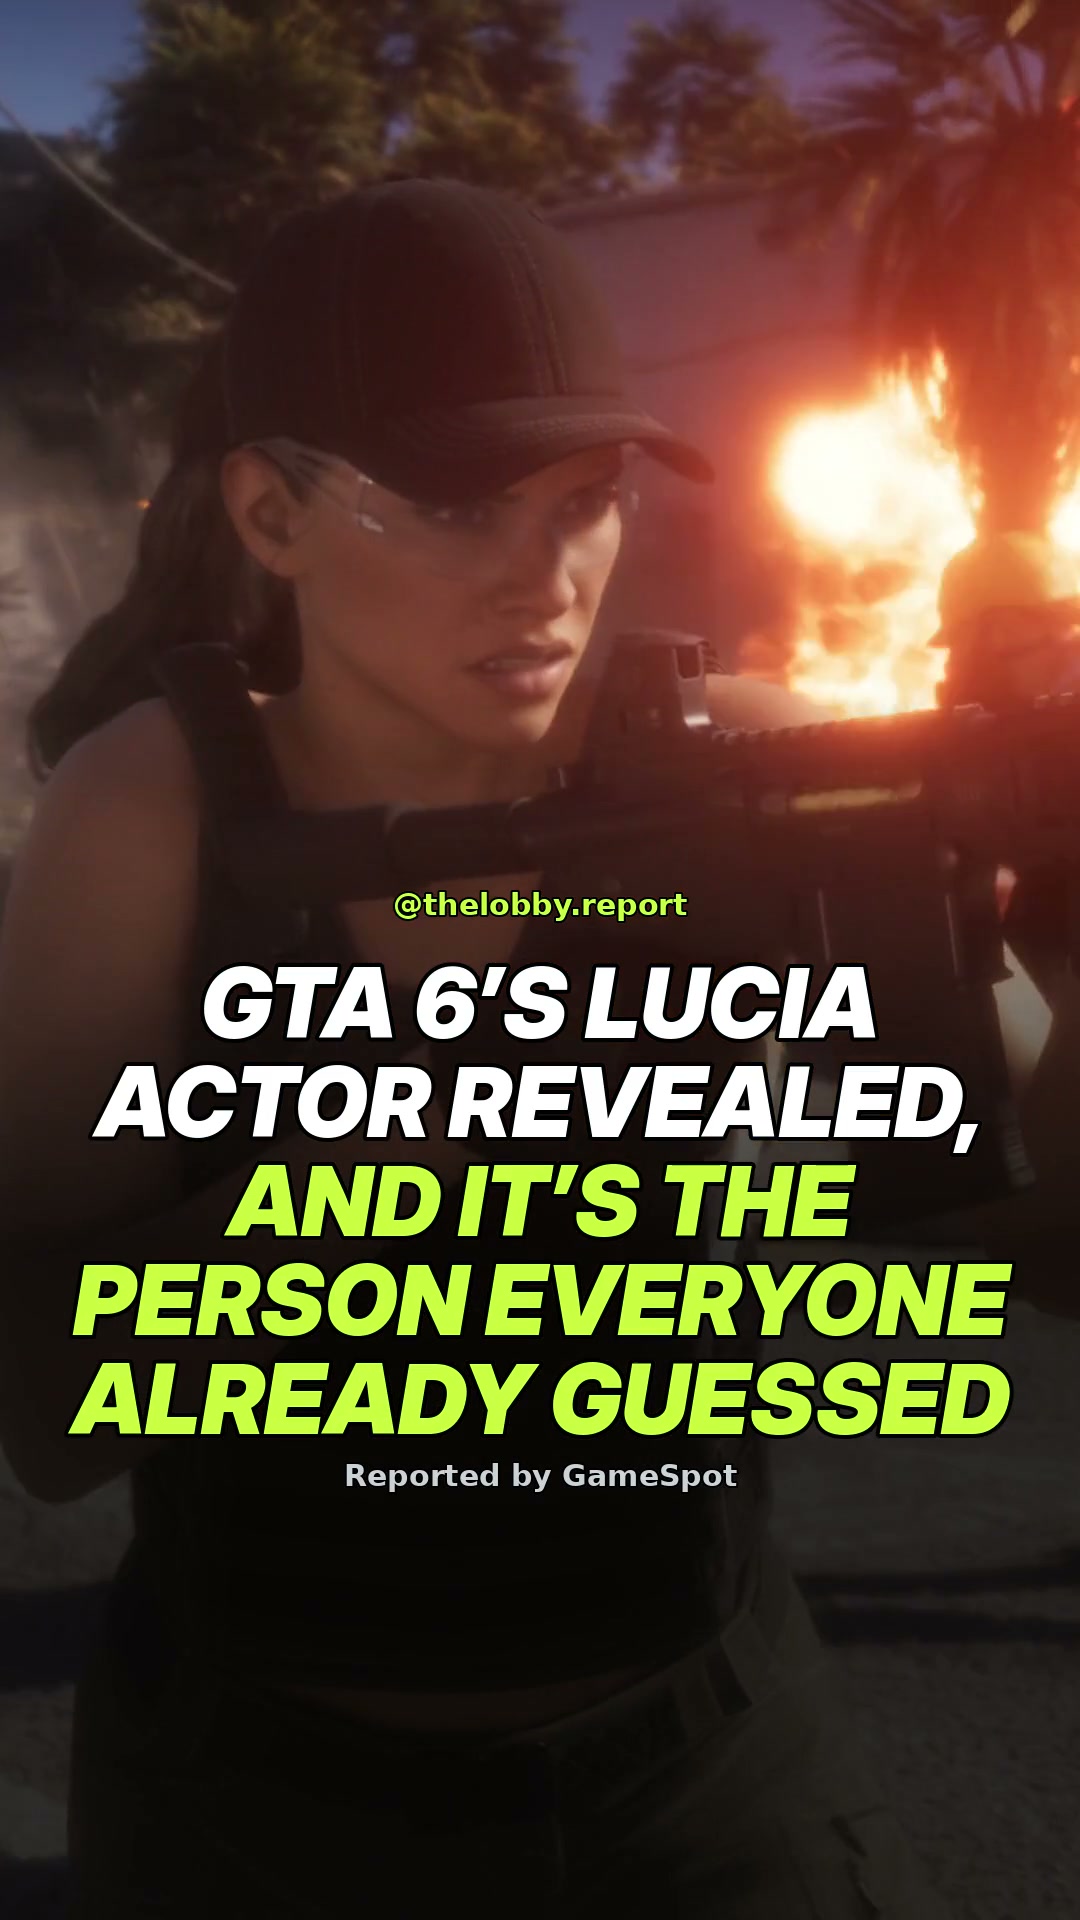 @thelobby.report
GTA 6’S LUCIA
ACTOR REVEALED,
AND IT’S THE
PERSON EVERYONE
ALREADY GUESSED
Reported by GameSpot